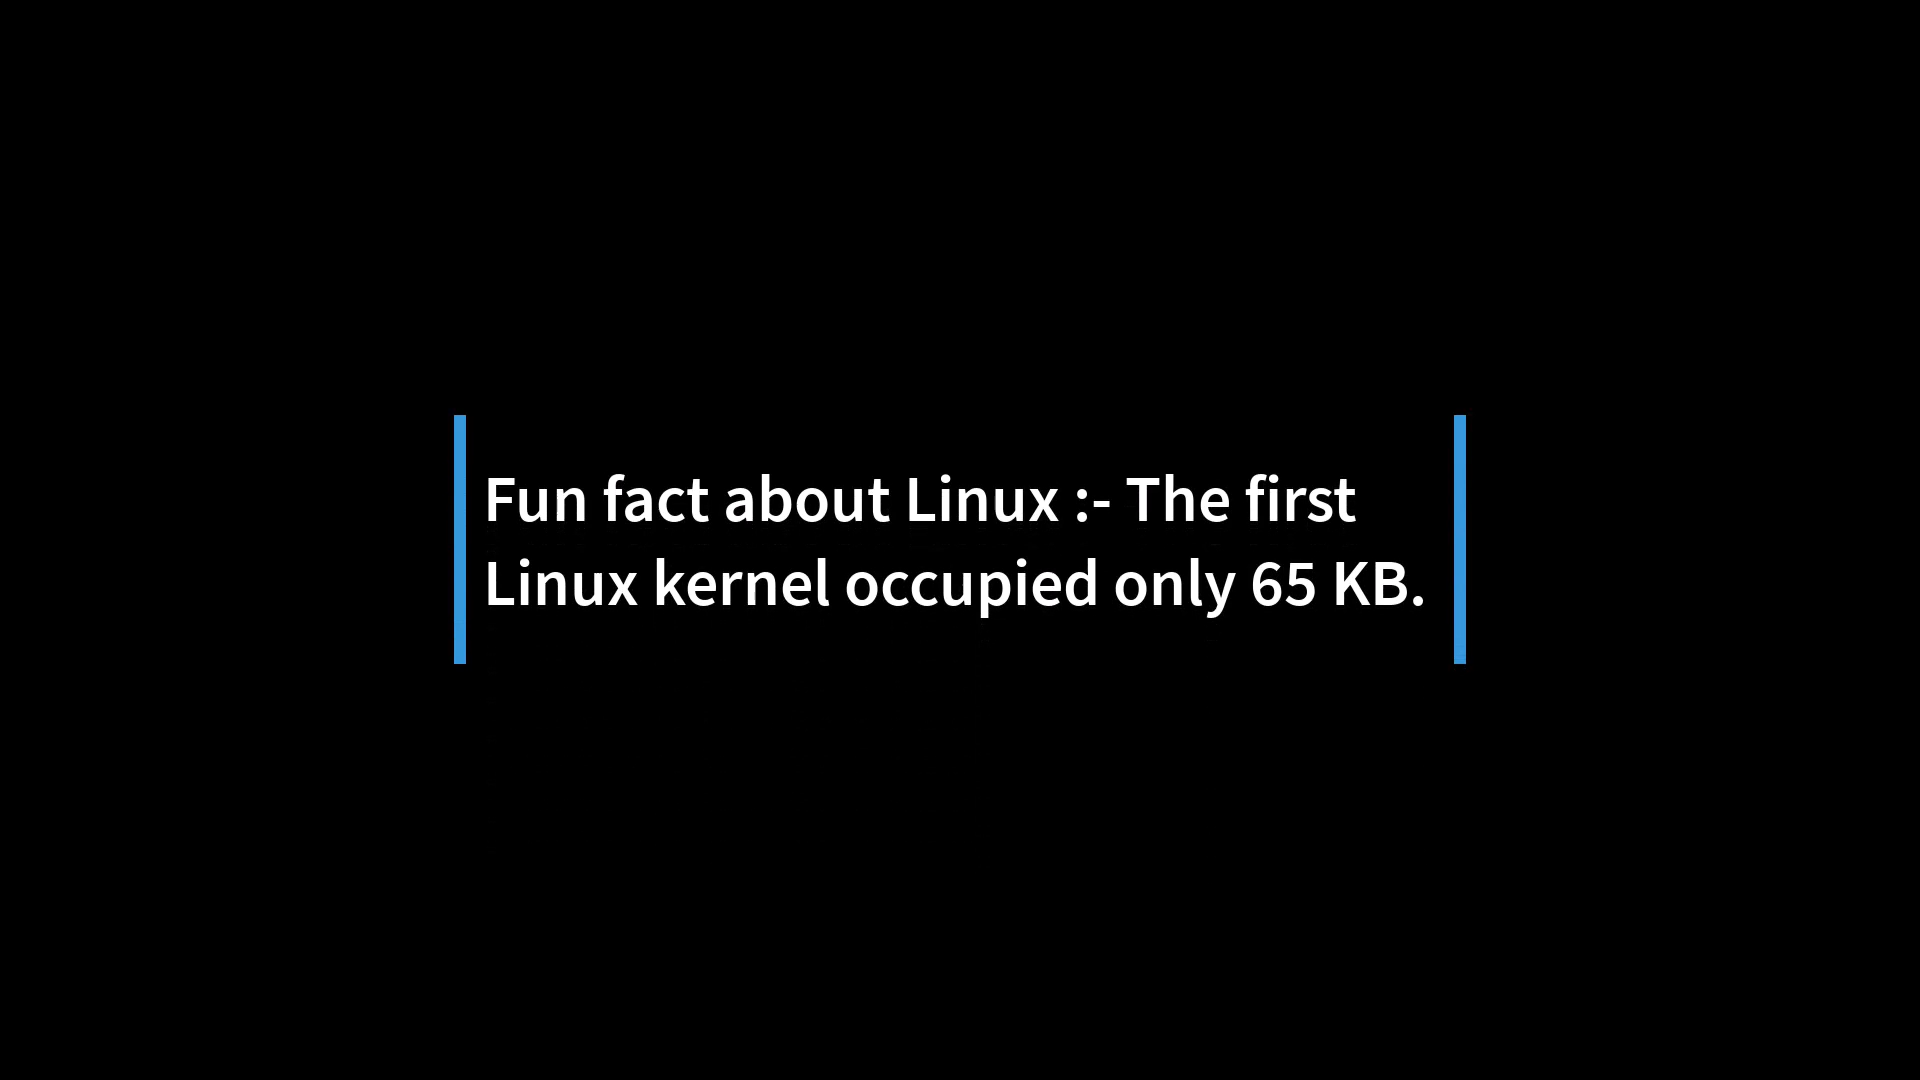 Fun fact about Linux :- The first
Linux kernel occupied only 65 KB.